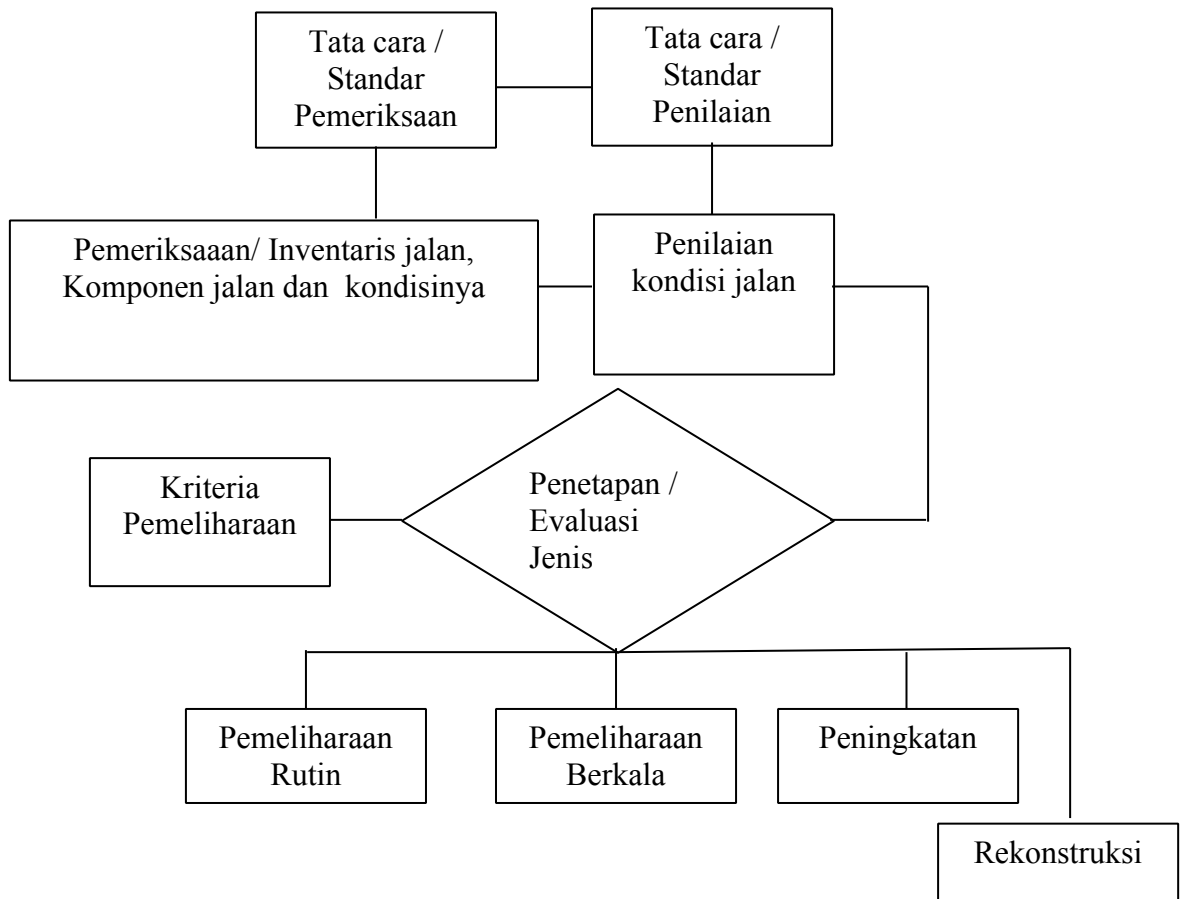 Tata cara /
Standar
Pemeriksaan
Tata cara /
Standar
Penilaian
Pemeriksaaan/ Inventaris jalan,
Komponen jalan dan kondisinya
Penilaian
kondisi jalan
Kriteria
Pemeliharaan
Penetapan /
Evaluasi
Jenis
Pemeliharaan
Rutin
Pemeliharaan
Berkala
Peningkatan
Rekonstruksi